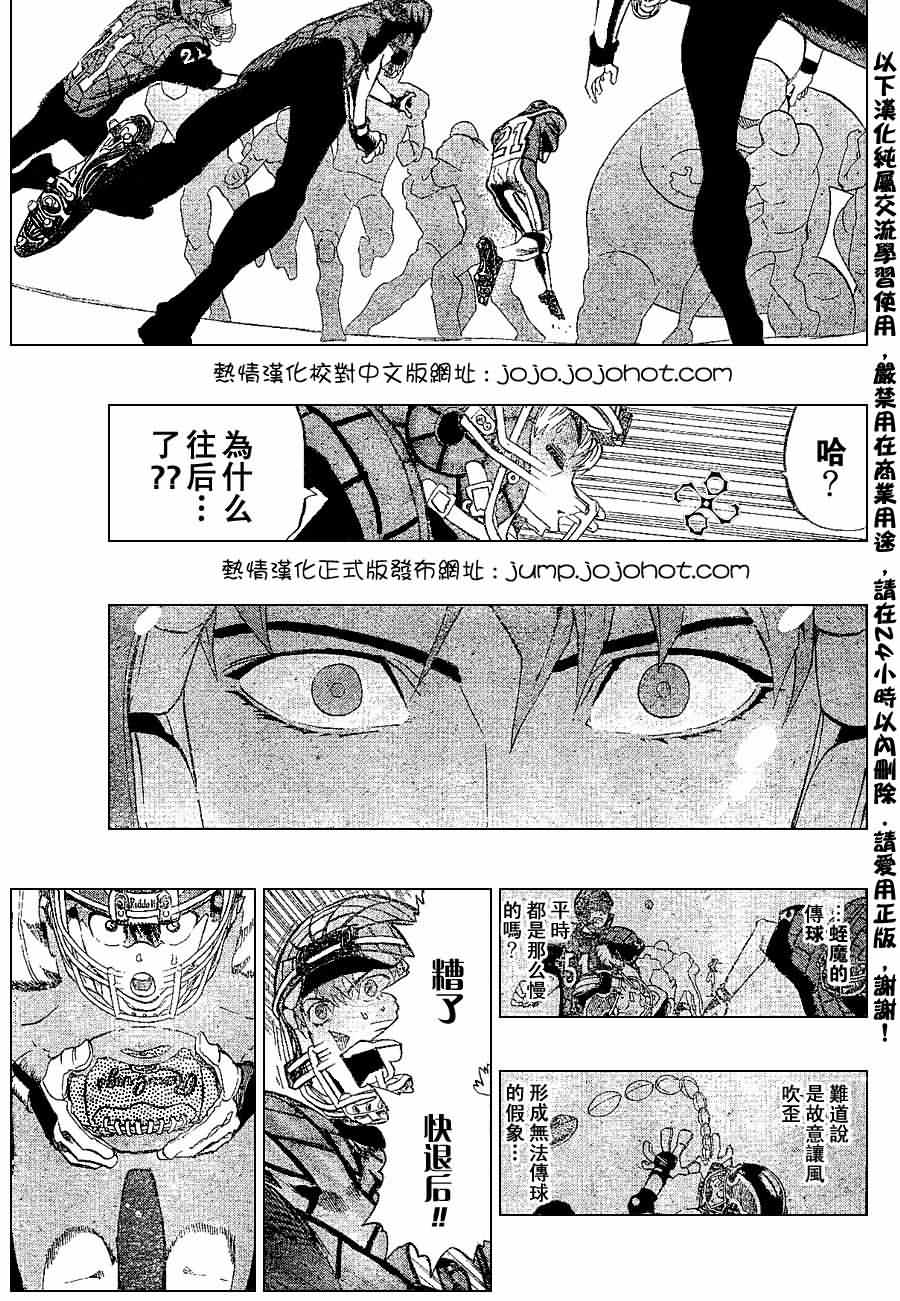 以下漢化純屬交流學習使用，嚴禁用在商業用途，請在24小時以內刪除．請愛用正版，謝謝！
21
21
熱情漢化校對中文版網址：jojo.jojohot.com
哈？
為什么
往后…
了??
熱情漢化正式版發布網址：jump.jojohot.com
…蛭魔的
傳球
平時
都是那么慢
的嗎？
51
難道說
是故意讓風
吹歪
形成無法傳球
的假象…
糟了
快退后!!
Riddell